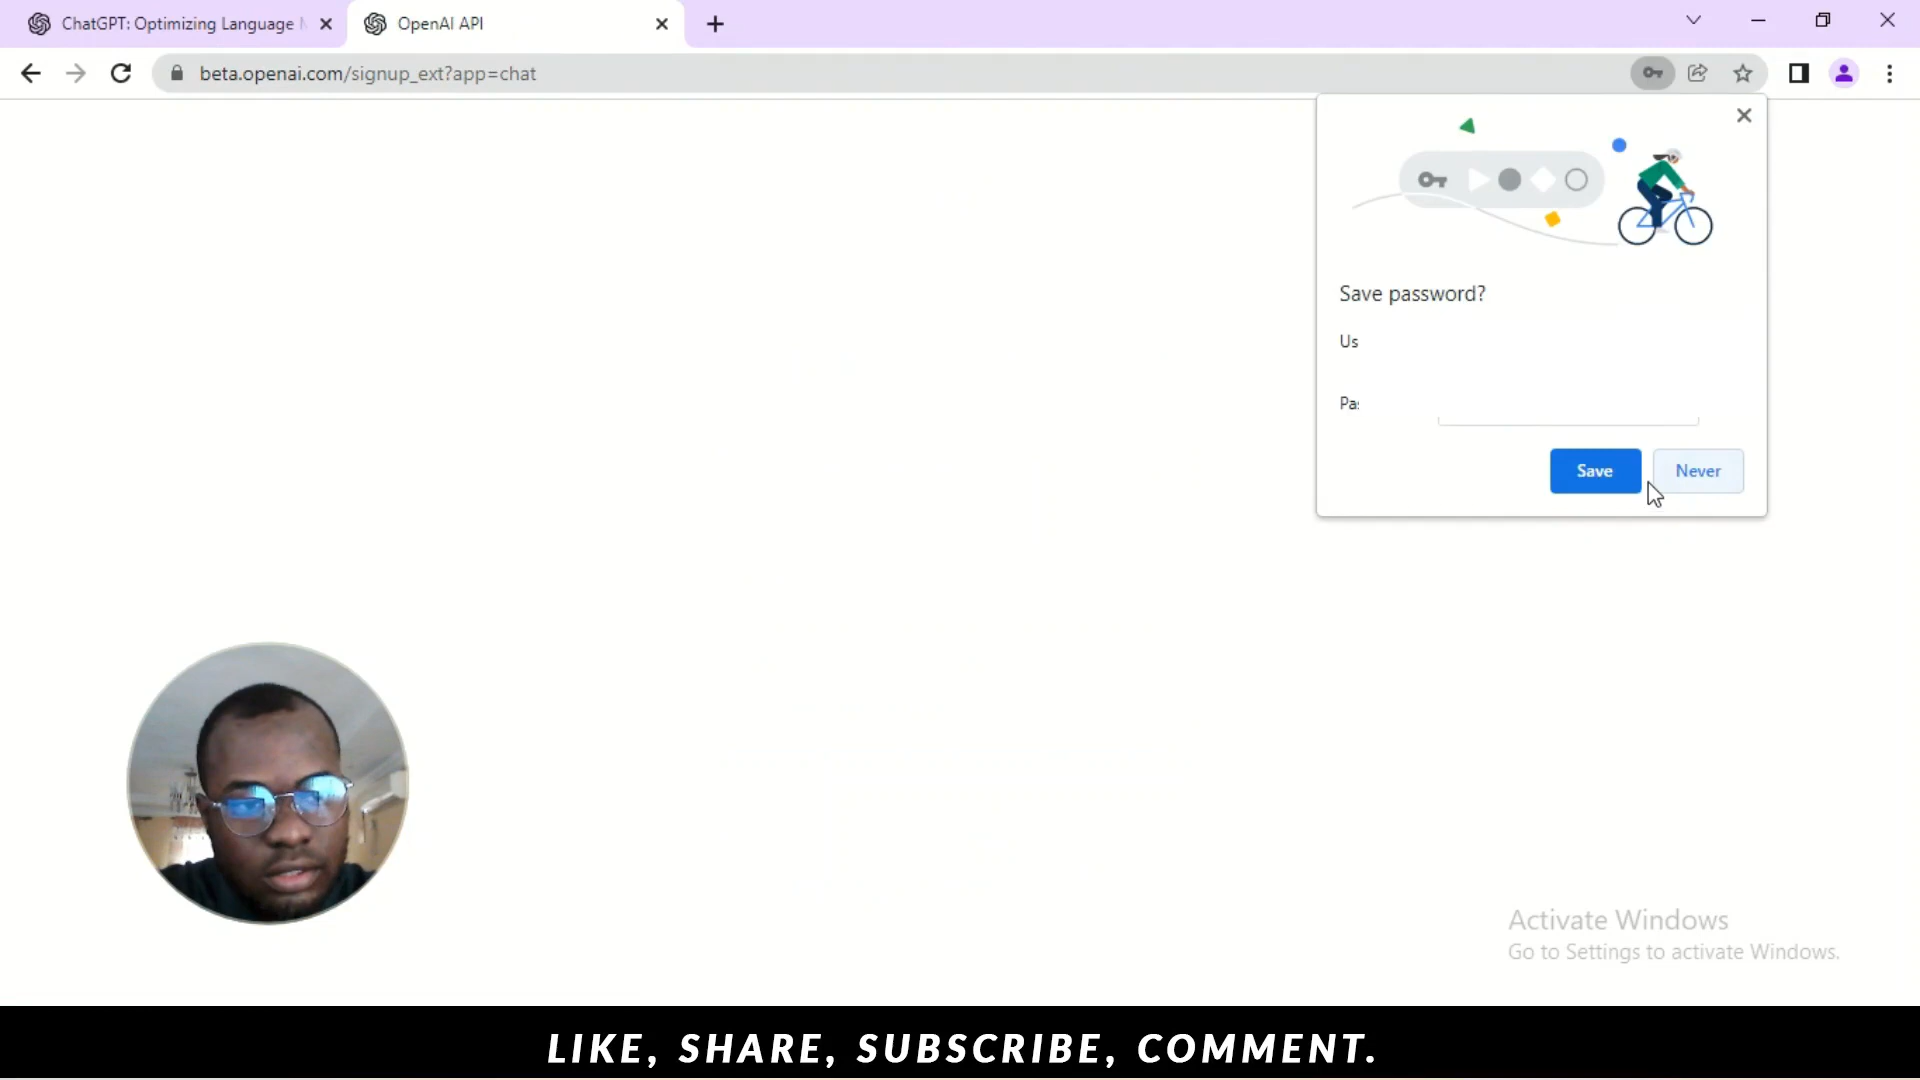 ChatGPT: Optimizing Language
OpenAI API
beta.openai.com/signup_ext?app=chat
Save password?
Us
Pas
Save
Never
Activate Windows
Go to Settings to activate Windows.
LIKE, SHARE, SUBSCRIBE, COMMENT.